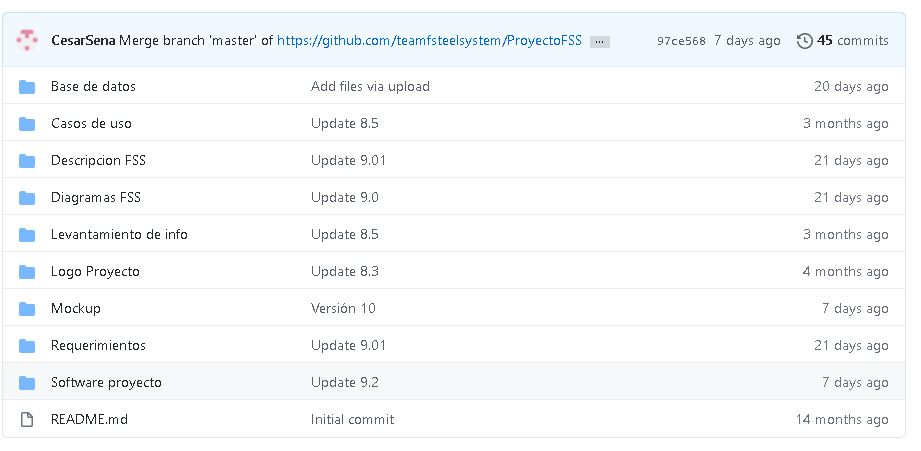 CesarSena Merge branch 'master' of https://github.com/teamfsteelsystem/ProyectoFSS ... 97ce568 7 days ago 45 commits
Base de datos Add files via upload 20 days ago
Casos de uso Update 8.5 3 months ago
Descripcion FSS Update 9.01 21 days ago
Diagramas FSS Update 9.0 21 days ago
Levantamiento de info Update 8.5 3 months ago
Logo Proyecto Update 8.3 4 months ago
Mockup Versión 10 7 days ago
Requerimientos Update 9.01 21 days ago
Software proyecto Update 9.2 7 days ago
README.md Initial commit 14 months ago